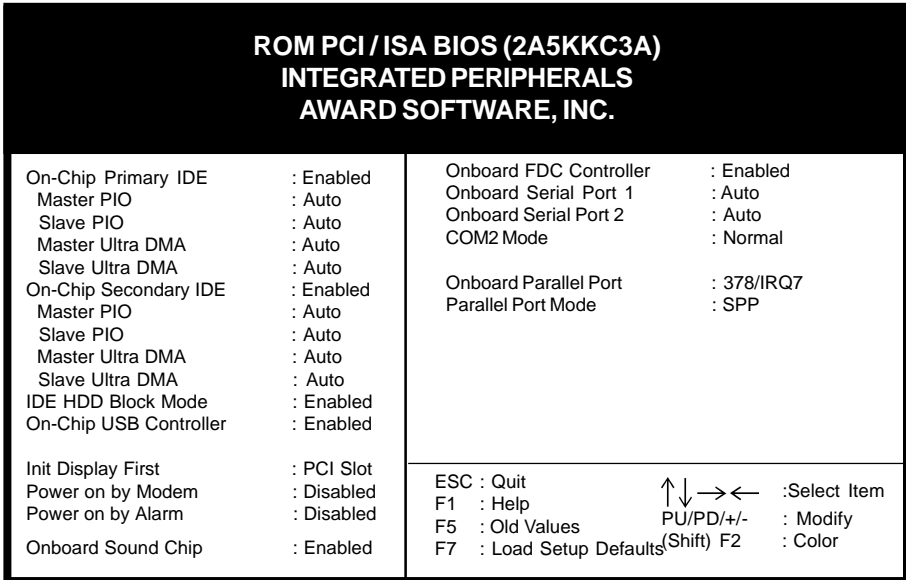 ROM PCI / ISA BIOS (2A5KKC3A)
INTEGRATED PERIPHERALS
AWARD SOFTWARE, INC.
On-Chip Primary IDE : Enabled
Master PIO : Auto
Slave PIO : Auto
Master Ultra DMA : Auto
Slave Ultra DMA : Auto
On-Chip Secondary IDE : Enabled
Master PIO : Auto
Slave PIO : Auto
Master Ultra DMA : Auto
Slave Ultra DMA : Auto
IDE HDD Block Mode : Enabled
On-Chip USB Controller : Enabled
Init Display First : PCI Slot
Power on by Modem : Disabled
Power on by Alarm : Disabled
Onboard Sound Chip : Enabled
Onboard FDC Controller : Enabled
Onboard Serial Port 1 : Auto
Onboard Serial Port 2 : Auto
COM2 Mode : Normal
Onboard Parallel Port : 378/IRQ7
Parallel Port Mode : SPP
ESC : Quit ↑↓→← :Select Item
F1 : Help PU/PD/+/- : Modify
F5 : Old Values (Shift) F2 : Color
F7 : Load Setup Defaults